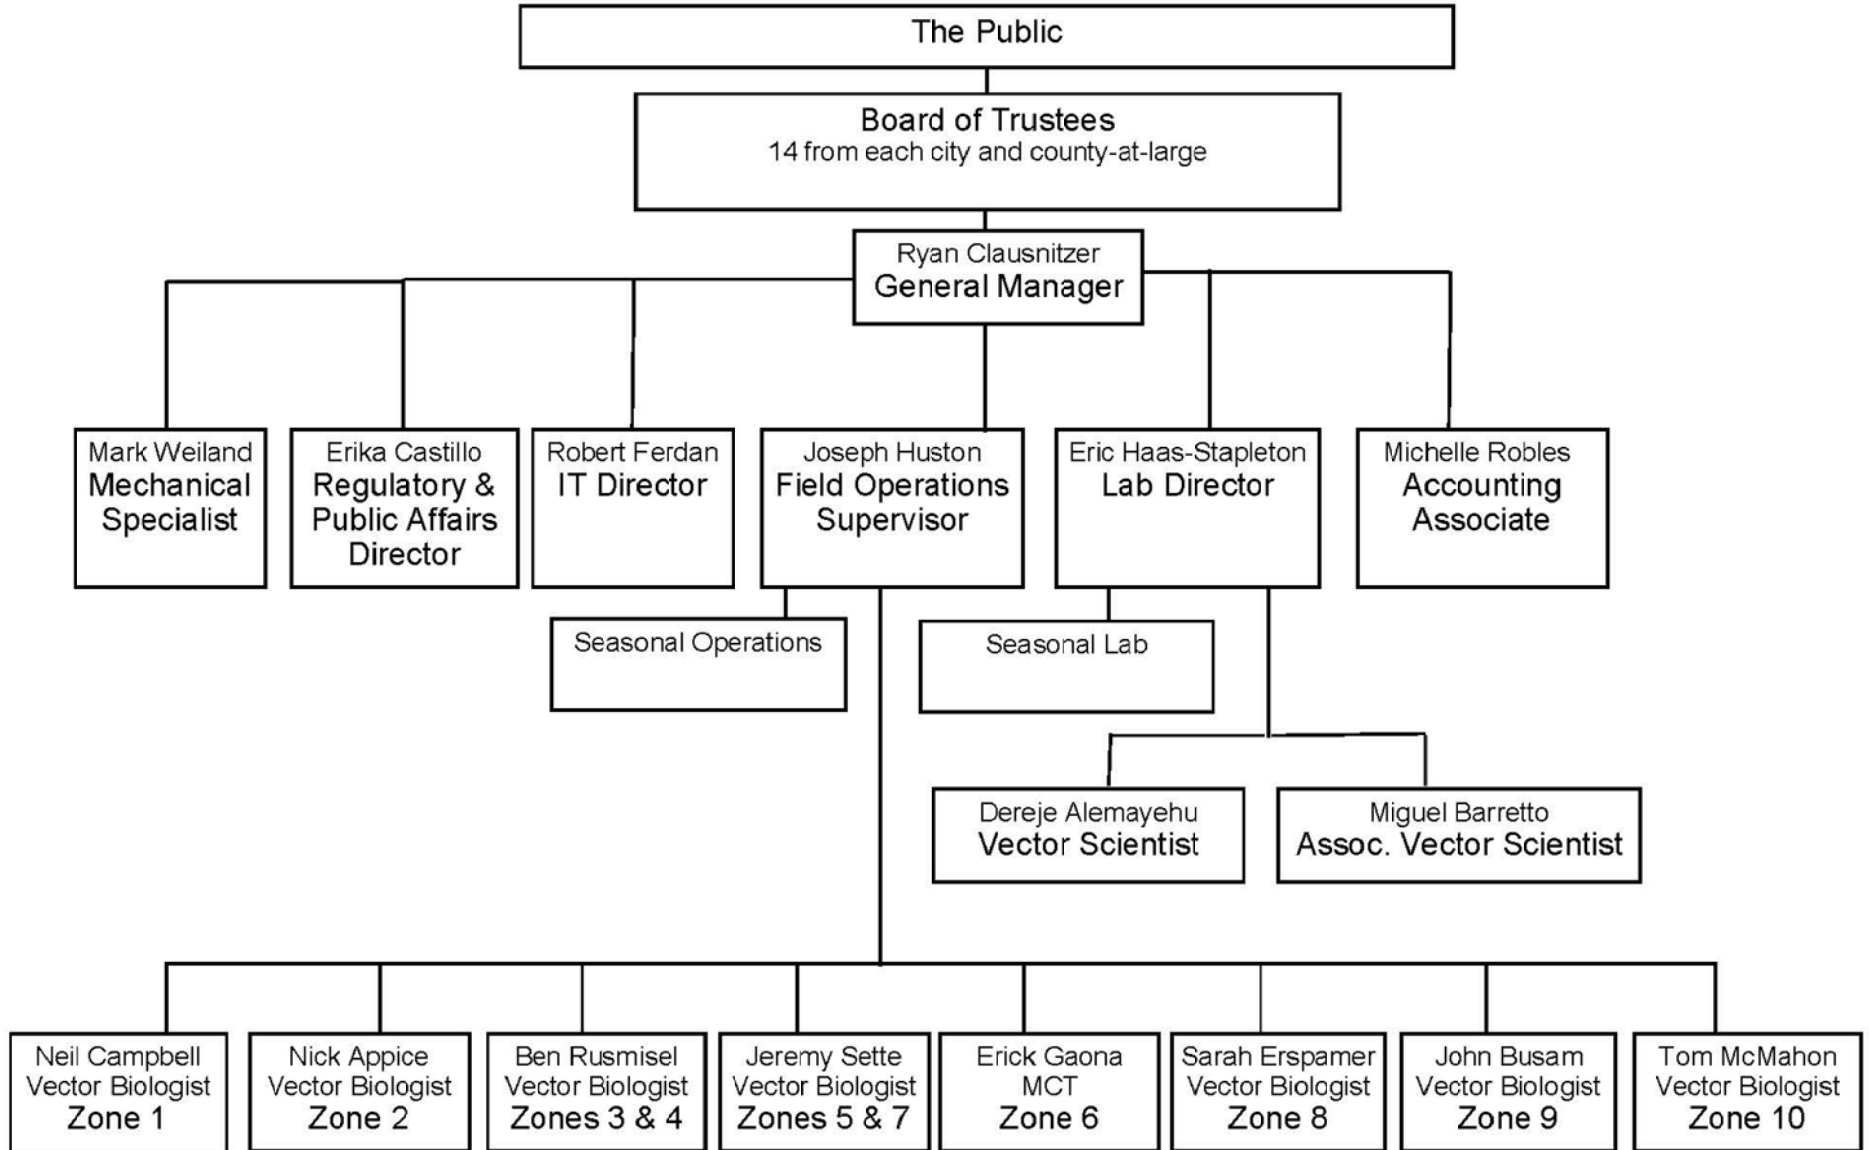 The Public
Board of Trustees
14 from each city and county-at-large
Ryan Clausnitzer
General Manager
Mark Weiland
Mechanical
Specialist
Erika Castillo
Regulatory &
Public Affairs
Director
Robert Ferdan
IT Director
Joseph Huston
Field Operations
Supervisor
Eric Haas-Stapleton
Lab Director
Michelle Robles
Accounting
Associate
Seasonal Operations
Seasonal Lab
Dereje Alemayehu
Vector Scientist
Miguel Barretto
Assoc. Vector Scientist
Neil Campbell
Vector Biologist
Zone 1
Nick Appice
Vector Biologist
Zone 2
Ben Rusmisel
Vector Biologist
Zones 3 & 4
Jeremy Sette
Vector Biologist
Zones 5 & 7
Erick Gaona
MCT
Zone 6
Sarah Erspamer
Vector Biologist
Zone 8
John Busam
Vector Biologist
Zone 9
Tom McMahon
Vector Biologist
Zone 10